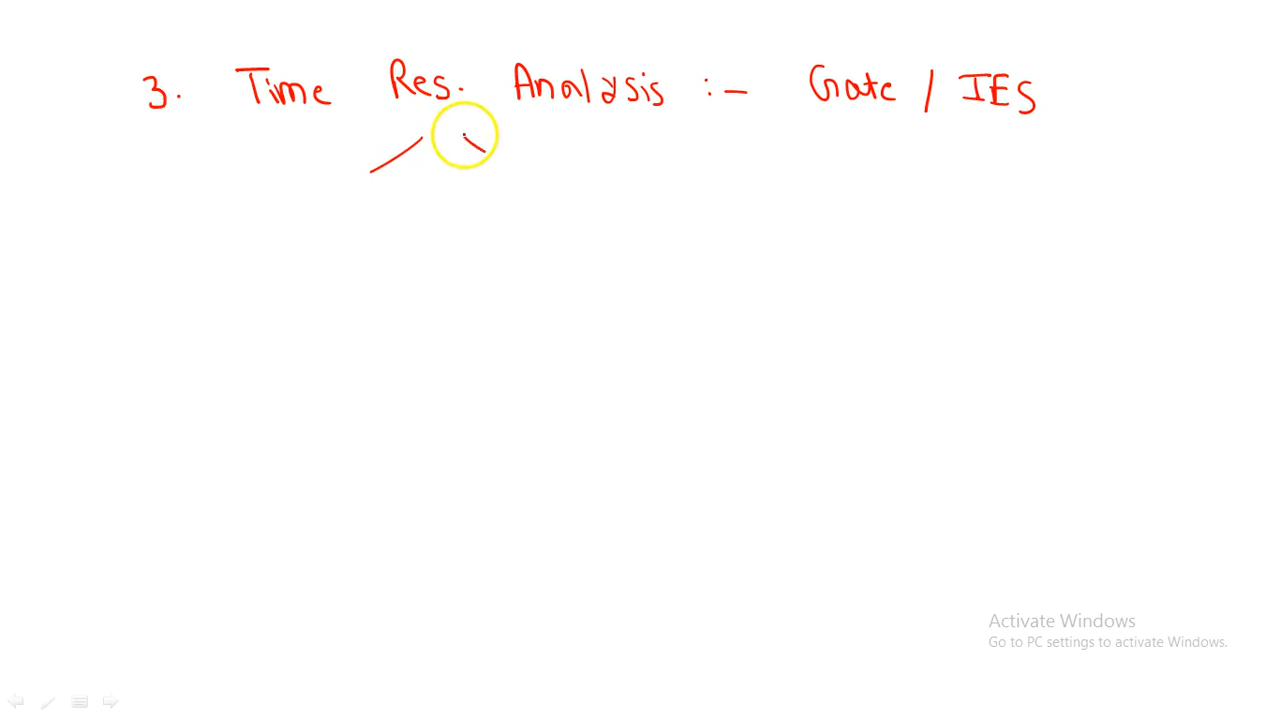 3. Time Res. Analysis :- Gate / IES
Activate Windows
Go to PC settings to activate Windows.